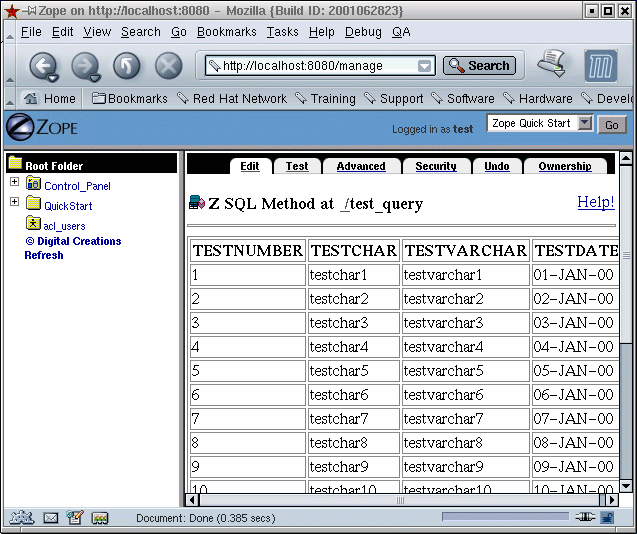 Zope on http://localhost:8080 - Mozilla {Build ID: 2001062823}
File Edit View Search Go Bookmarks Tasks Help Debug QA
http://localhost:8080/manage Search
Home Bookmarks Red Hat Network Training Support Software Hardware Develo
ZOPE Logged in as test Zope Quick Start Go
Root Folder
Control_Panel
QuickStart
acl_users
© Digital Creations
Refresh
Edit Test Advanced Security Undo Ownership
Z SQL Method at /test_query Help!
TESTNUMBER TESTCHAR TESTVARCHAR TESTDATE
1 testchar1 testvarchar1 01-JAN-00
2 testchar2 testvarchar2 02-JAN-00
3 testchar3 testvarchar3 03-JAN-00
4 testchar4 testvarchar4 04-JAN-00
5 testchar5 testvarchar5 05-JAN-00
6 testchar6 testvarchar6 06-JAN-00
7 testchar7 testvarchar7 07-JAN-00
8 testchar8 testvarchar8 08-JAN-00
9 testchar9 testvarchar9 09-JAN-00
10 testchar10 testvarchar10 10-JAN-00
Document: Done (0.385 secs)